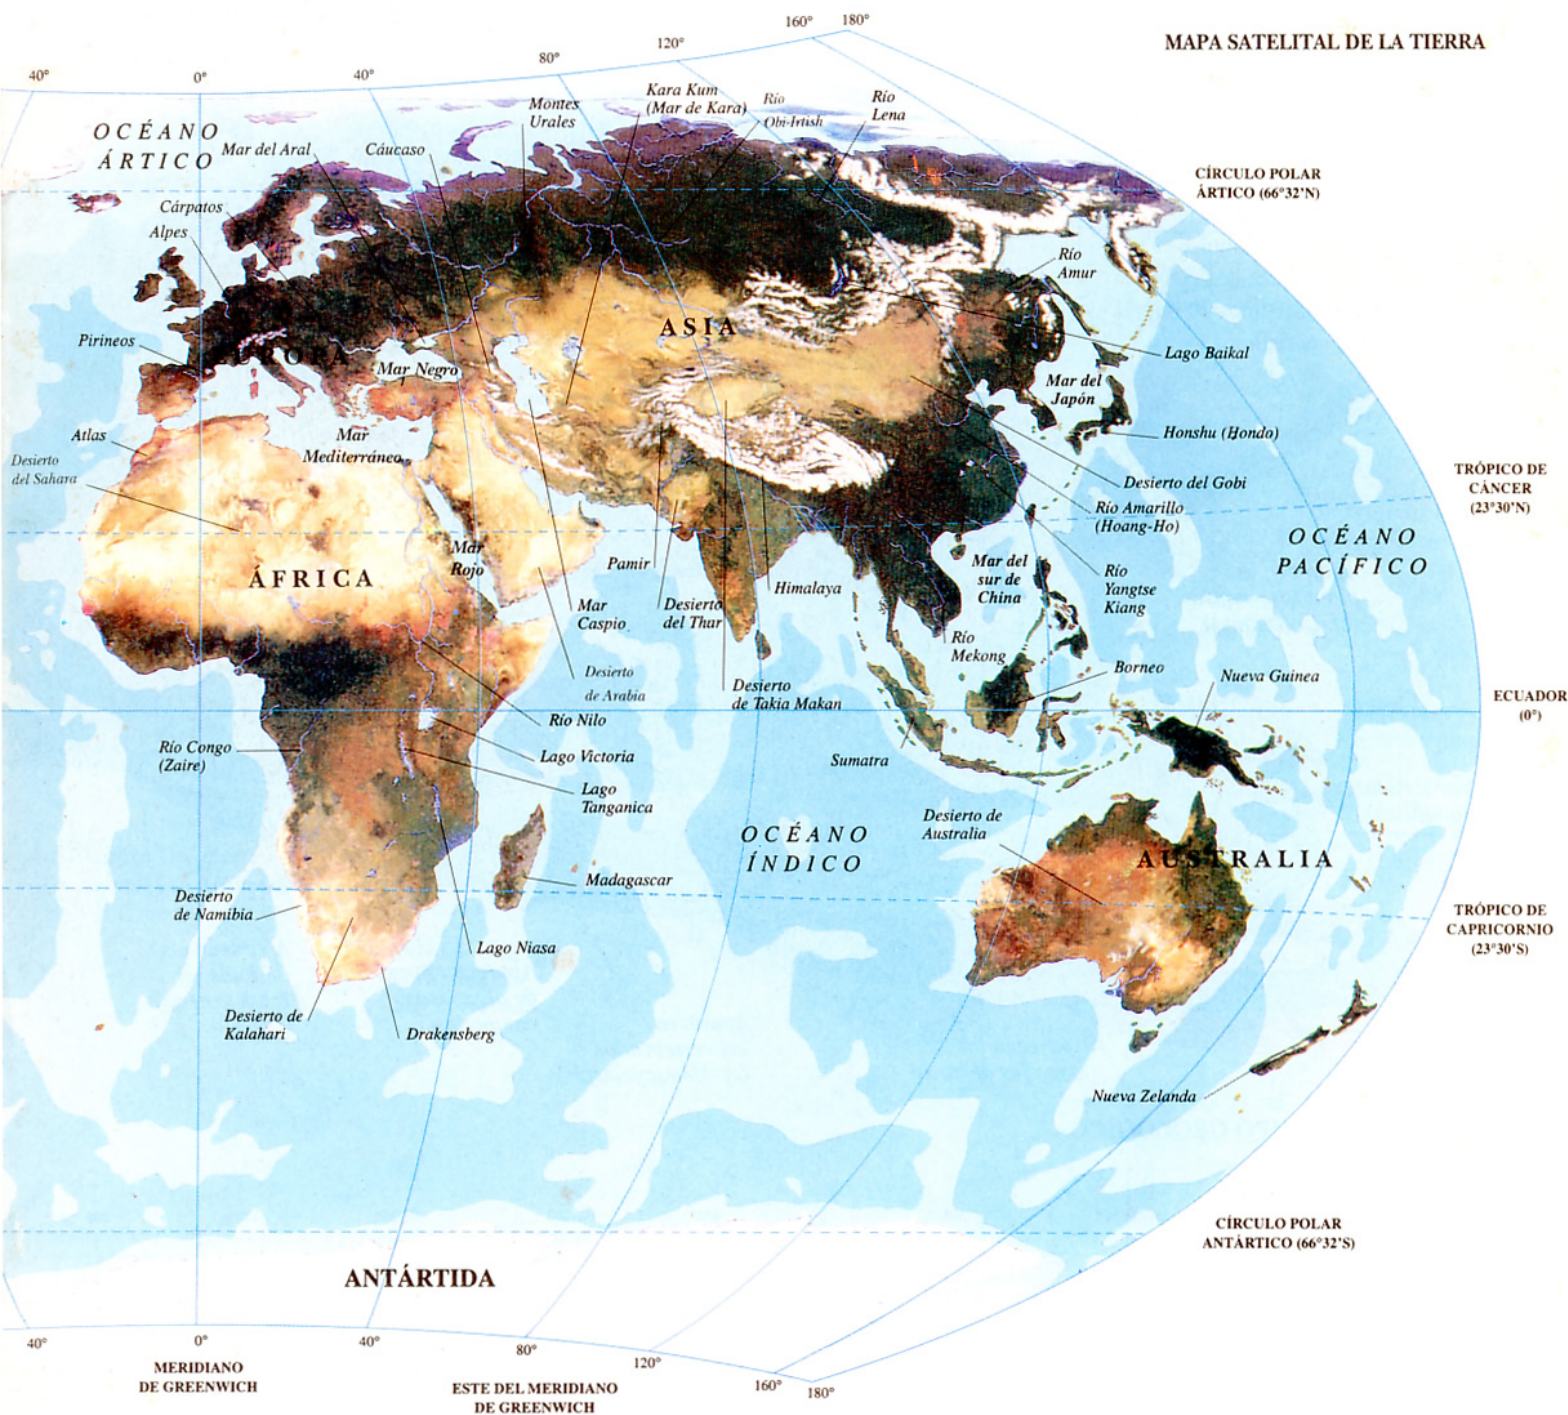 MAPA SATELITAL DE LA TIERRA
40°
0°
40°
80°
120°
160°
180°
OCÉANO
ÁRTICO
Mar del Aral
Cáucaso
Montes
Urales
Kara Kum
(Mar de Kara)
Río
Obi-Irtish
Río
Lena
CÍRCULO POLAR
ÁRTICO (66°32'N)
Cárpatos
Alpes
Río
Amur
Pirineos
EUROPA
ASIA
Mar Negro
Lago Baikal
Mar del
Japón
Atlas
Mar
Mediterráneo
Honshu (Hondo)
Desierto
del Sahara
Desierto del Gobi
TRÓPICO DE
CÁNCER
(23°30'N)
Río Amarillo
(Hoang-Ho)
OCÉANO
PACÍFICO
Mar
Rojo
ÁFRICA
Pamir
Himalaya
Mar del
sur de
China
Río
Yangtse
Kiang
Mar
Caspio
Desierto
del Thar
Río
Mekong
Desierto
de Arabia
Desierto
de Takia Makan
Borneo
Nueva Guinea
ECUADOR
(0°)
Río Nilo
Río Congo
(Zaire)
Lago Victoria
Sumatra
Lago
Tanganica
OCÉANO
ÍNDICO
Desierto de
Australia
AUSTRALIA
Madagascar
Desierto
de Namibia
TRÓPICO DE
CAPRICORNIO
(23°30'S)
Lago Niasa
Desierto de
Kalahari
Drakensberg
Nueva Zelanda
CÍRCULO POLAR
ANTÁRTICO (66°32'S)
ANTÁRTIDA
40°
0°
40°
80°
120°
160°
180°
MERIDIANO
DE GREENWICH
ESTE DEL MERIDIANO
DE GREENWICH